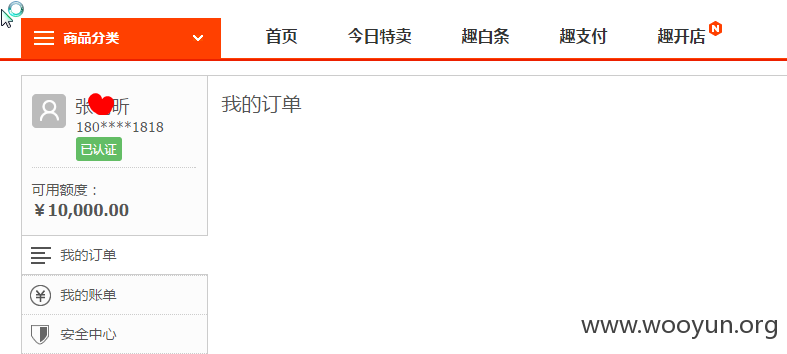 商品分类 首页 今日特卖 趣白条 趣支付 趣开店 N
张 昕
180****1818
已认证
我的订单
可用额度：
￥10,000.00
我的订单
我的账单
安全中心
www.wooyun.org